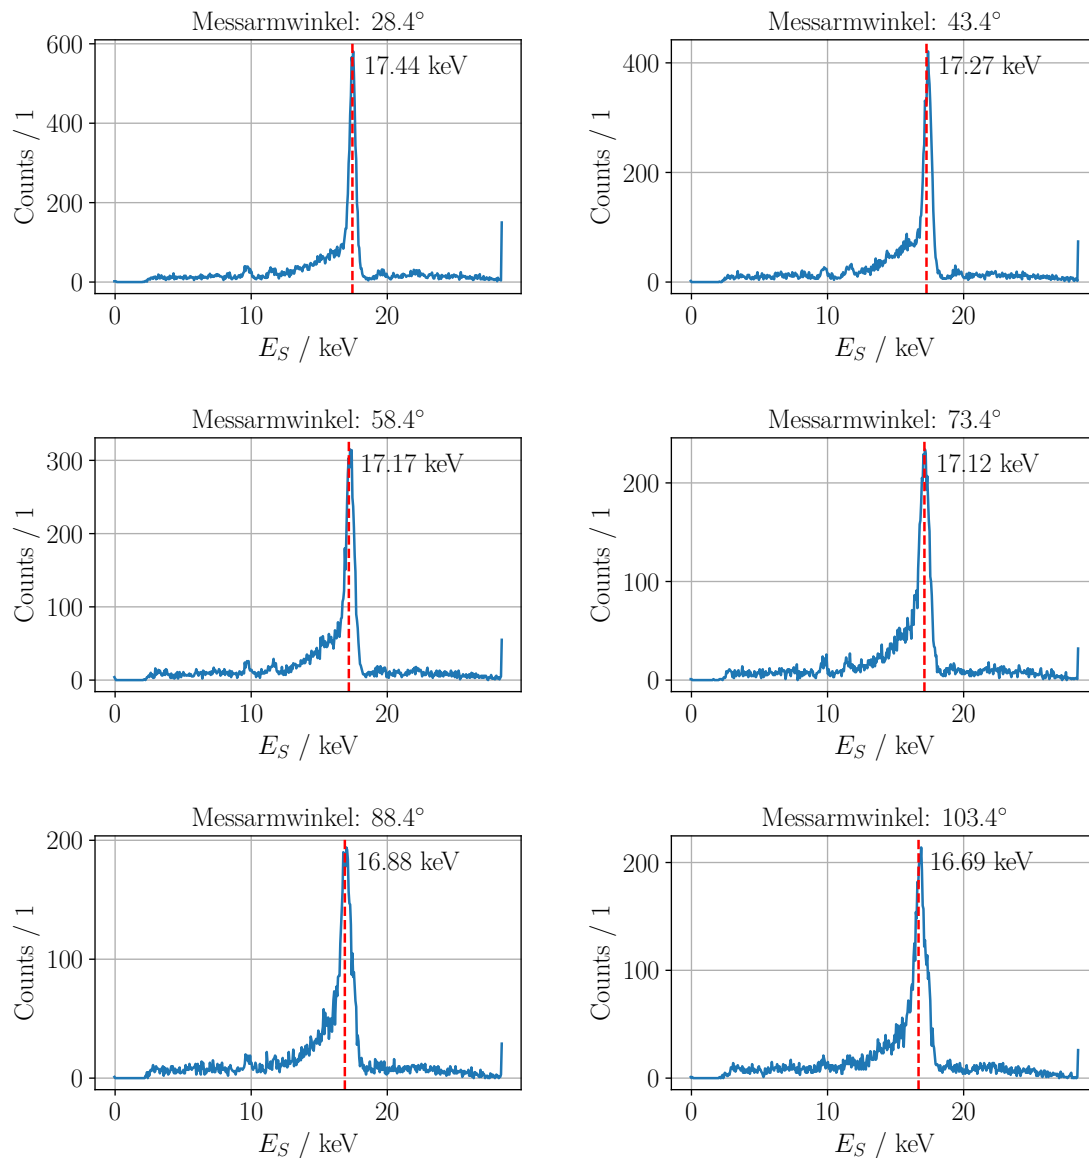 Messarmwinkel: 28.4°
17.44 keV
Counts / 1
600
400
200
0
0 10 20
E_S / keV
Messarmwinkel: 43.4°
17.27 keV
Counts / 1
400
200
0
0 10 20
E_S / keV
Messarmwinkel: 58.4°
17.17 keV
Counts / 1
300
200
100
0
0 10 20
E_S / keV
Messarmwinkel: 73.4°
17.12 keV
Counts / 1
200
100
0
0 10 20
E_S / keV
Messarmwinkel: 88.4°
16.88 keV
Counts / 1
200
100
0
0 10 20
E_S / keV
Messarmwinkel: 103.4°
16.69 keV
Counts / 1
200
100
0
0 10 20
E_S / keV